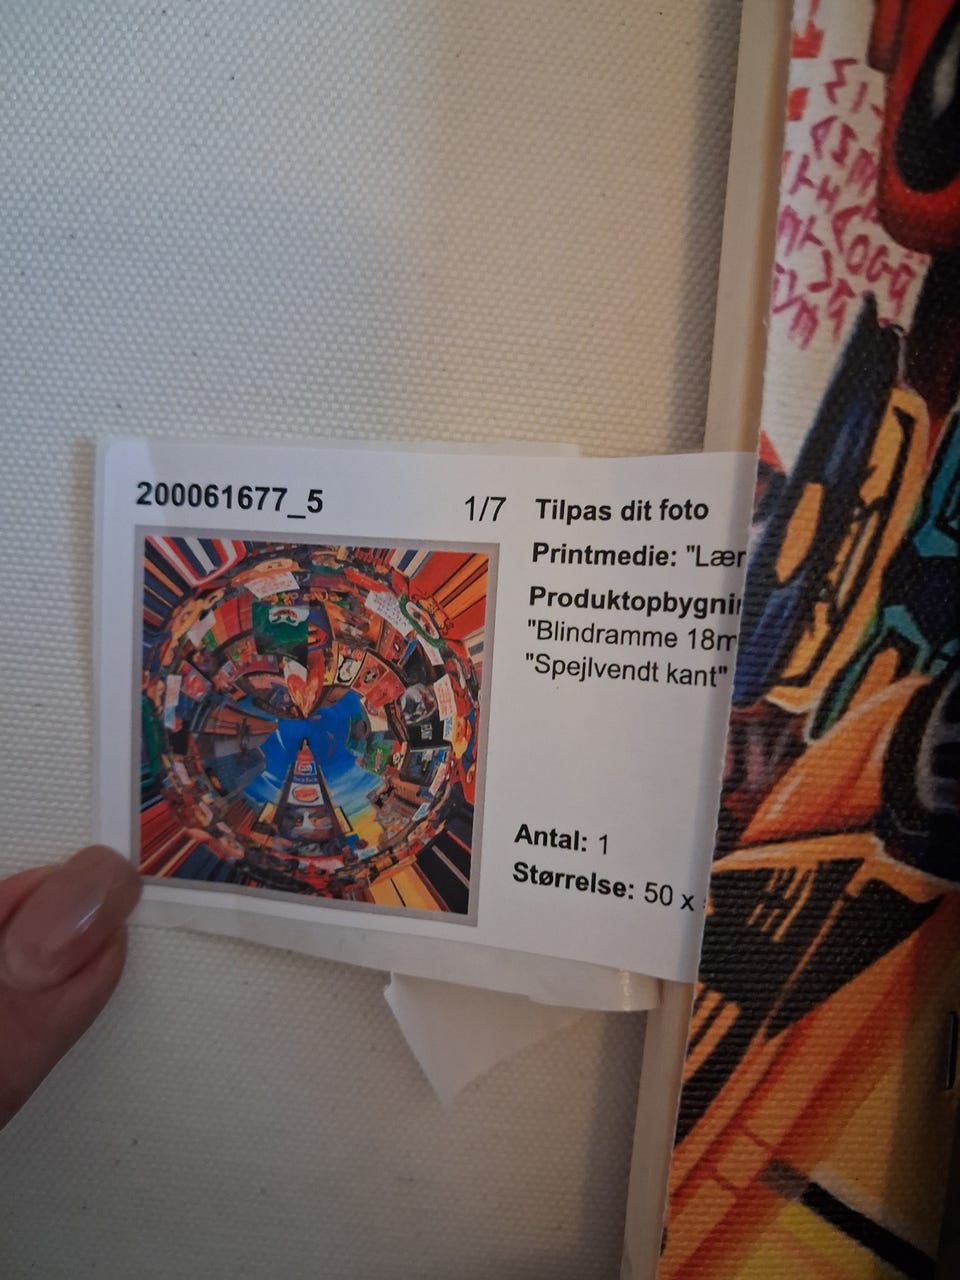 200061677_5
1/7
Tilpas dit foto
Printmedie: "Lær
Produktopbygnin
"Blindramme 18m
"Spejlvendt kant"
Antal: 1
Størrelse: 50 x